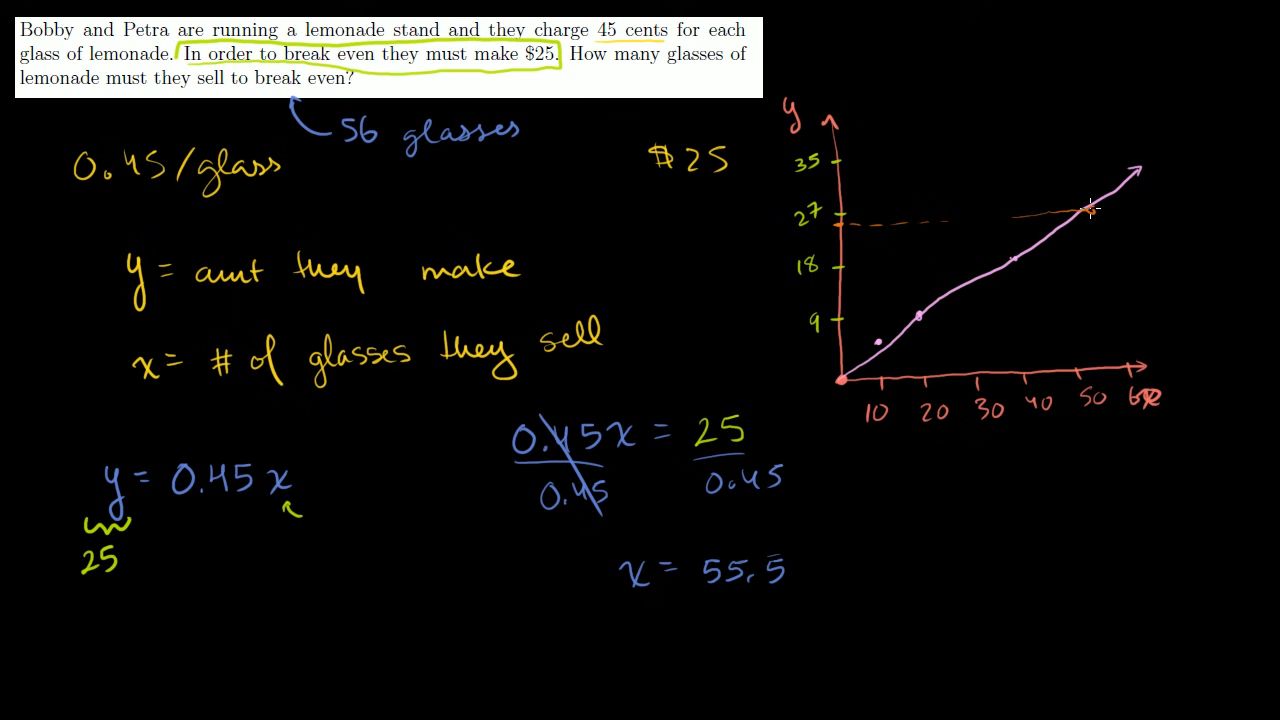 Bobby and Petra are running a lemonade stand and they charge 45 cents for each
glass of lemonade. In order to break even they must make $25. How many glasses of
lemonade must they sell to break even?
56 glasses
0.45/glass
$25
y = amt they make
x = # of glasses they sell
y = 0.45x
25
0.45x = 25
0.45 0.45
x = 55.5
y
35
27
18
9
10 20 30 40 50 60